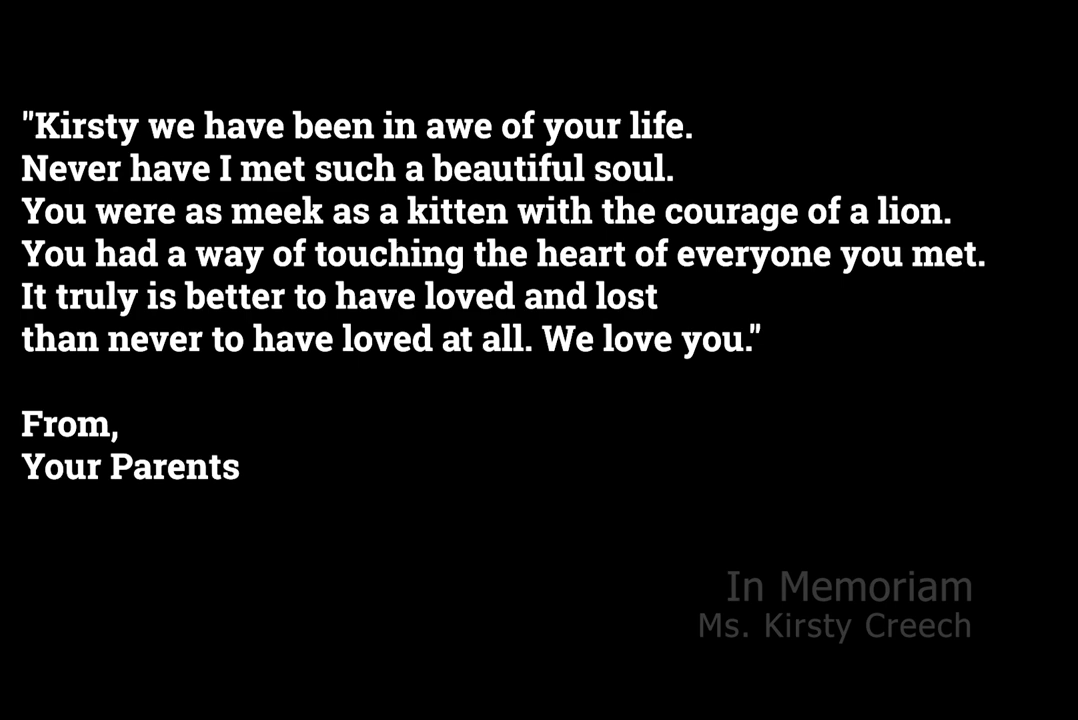 "Kirsty we have been in awe of your life.
Never have I met such a beautiful soul.
You were as meek as a kitten with the courage of a lion.
You had a way of touching the heart of everyone you met.
It truly is better to have loved and lost
than never to have loved at all. We love you."
From,
Your Parents
In Memoriam
Ms. Kirsty Creech